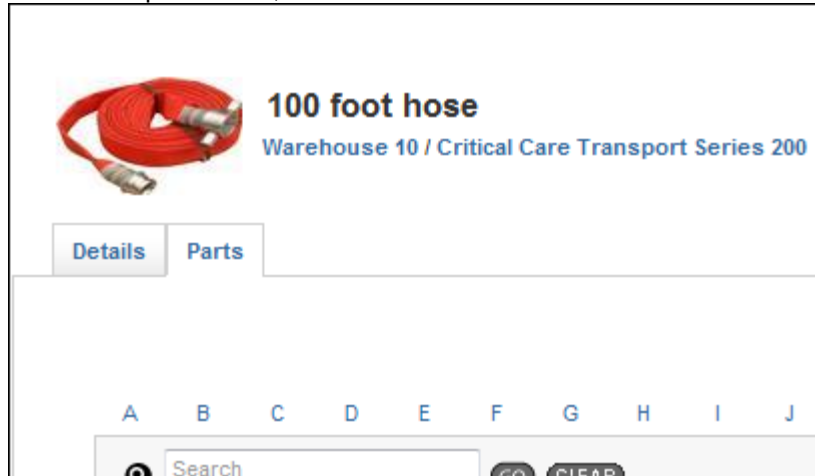 100 foot hose
Warehouse 10 / Critical Care Transport Series 200
Details Parts
A B C D E F G H I J
Search GO CLEAR